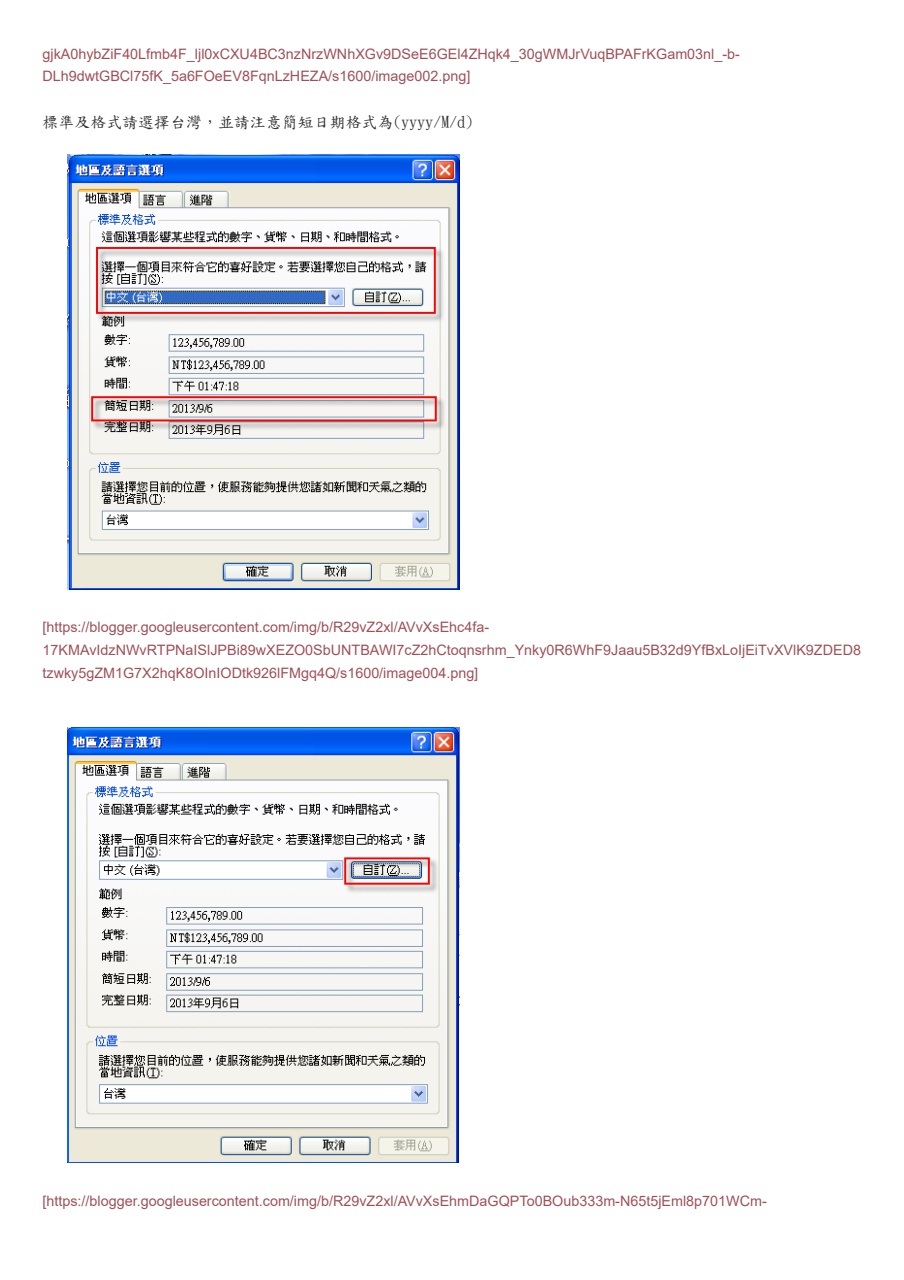 gjkA0hybZiF40Lfmb4F_ljl0xCXU4BC3nzNrzWNhXGv9DSeE6GEl4ZHqk4_30gWMJrVuqBPAFrKGam03nl_-b-
DLh9dwtGBCl75fK_5a6FOeEV8FqnLzHEZA/s1600/image002.png]
標準及格式請選擇台灣，並請注意簡短日期格式為(yyyy/M/d)
地區及語言選項
地區選項 語言 進階
標準及格式
這個選項影響某些程式的數字、貨幣、日期、和時間格式。
選擇一個項目來符合它的喜好設定。若要選擇您自己的格式，請
按 [自訂](S):
中文 (台灣) 自訂(Z)...
範例
數字: 123,456,789.00
貨幣: NT$123,456,789.00
時間: 下午 01:47:18
簡短日期: 2013/9/6
完整日期: 2013年9月6日
位置
請選擇您目前的位置，使服務能夠提供您諸如新聞和天氣之類的
當地資訊(T):
台灣
確定 取消 套用(A)
[https://blogger.googleusercontent.com/img/b/R29vZ2xl/AVvXsEhc4fa-
17KMAvIdzNWvRTPNaISlJPBi89wXEZO0SbUNTBAWI7cZ2hCtoqnsrhm_Ynky0R6WhF9Jaau5B32d9YfBxLoIjEiTvXVlK9ZDED8
tzwky5gZM1G7X2hqK8OInIODtk926lFMgq4Q/s1600/image004.png]
地區及語言選項
地區選項 語言 進階
標準及格式
這個選項影響某些程式的數字、貨幣、日期、和時間格式。
選擇一個項目來符合它的喜好設定。若要選擇您自己的格式，請
按 [自訂](S):
中文 (台灣) 自訂(Z)...
範例
數字: 123,456,789.00
貨幣: NT$123,456,789.00
時間: 下午 01:47:18
簡短日期: 2013/9/6
完整日期: 2013年9月6日
位置
請選擇您目前的位置，使服務能夠提供您諸如新聞和天氣之類的
當地資訊(T):
台灣
確定 取消 套用(A)
[https://blogger.googleusercontent.com/img/b/R29vZ2xl/AVvXsEhmDaGQPTo0BOub333m-N65t5jEml8p701WCm-